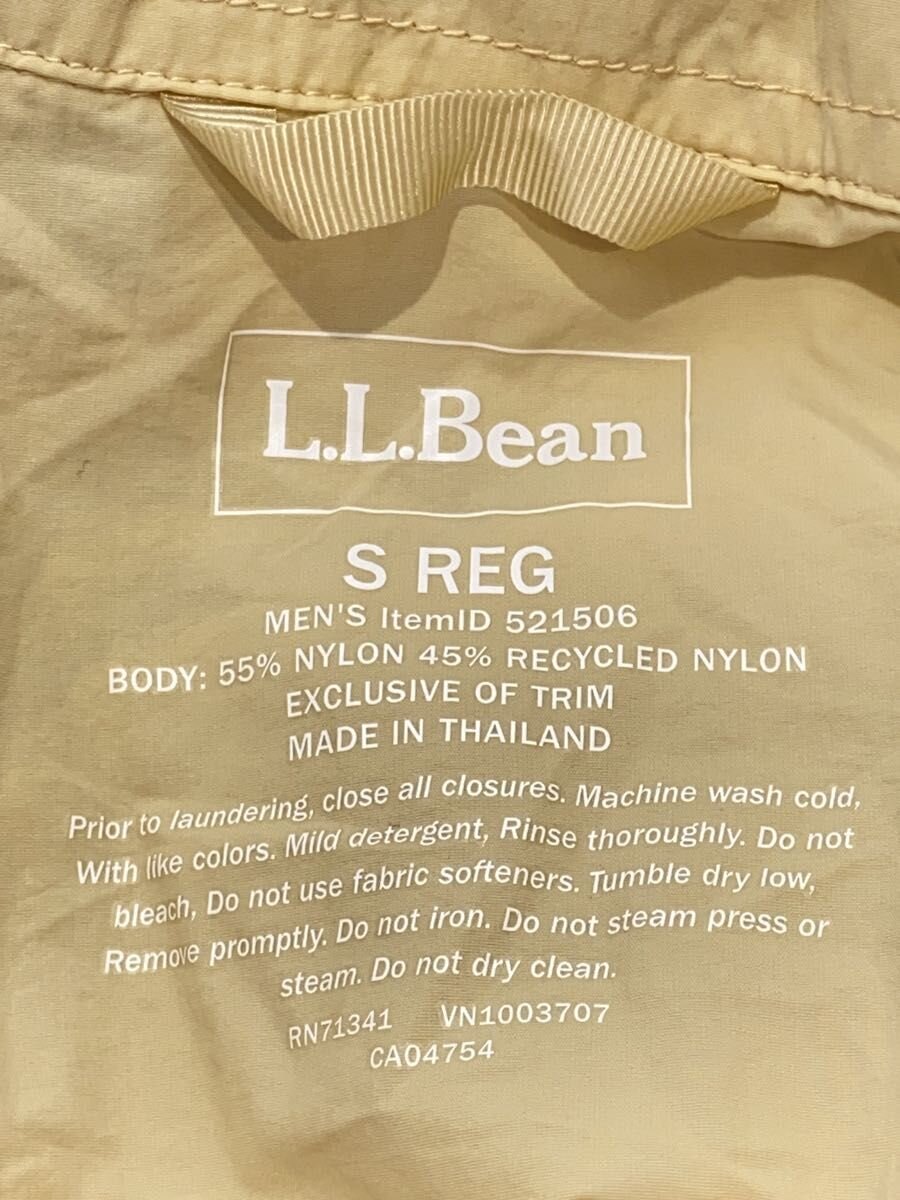 L.L.Bean
S REG
MEN'S ItemID 521506
BODY: 55% NYLON 45% RECYCLED NYLON
EXCLUSIVE OF TRIM
MADE IN THAILAND
Prior to laundering, close all closures. Machine wash cold,
With like colors. Mild detergent, Rinse thoroughly. Do not
bleach, Do not use fabric softeners. Tumble dry low,
Remove promptly. Do not iron. Do not steam press or
steam. Do not dry clean.
RN71341 VN1003707
CA04754